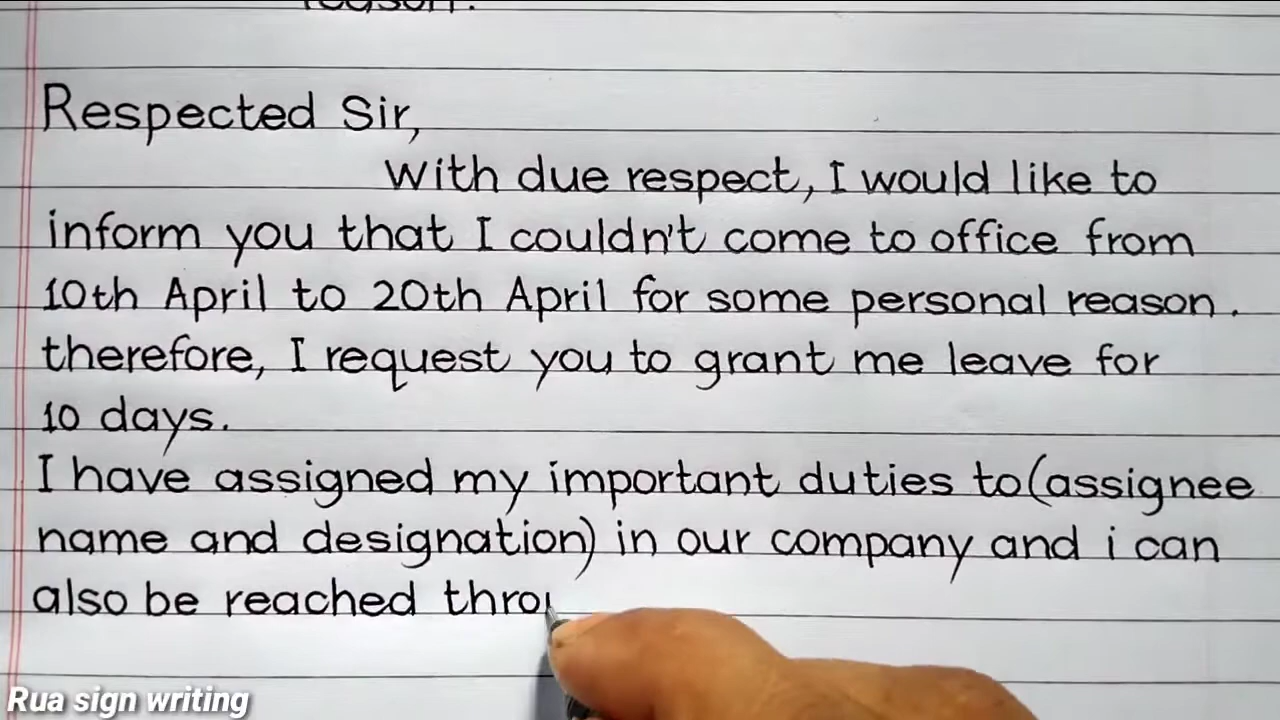 reason.
Respected Sir,
With due respect, I would like to
inform you that I couldn't come to office from
10th April to 20th April for some personal reason.
therefore, I request you to grant me leave for
10 days.
I have assigned my important duties to (assignee
name and designation) in our company and i can
also be reached throu
Rua sign writing